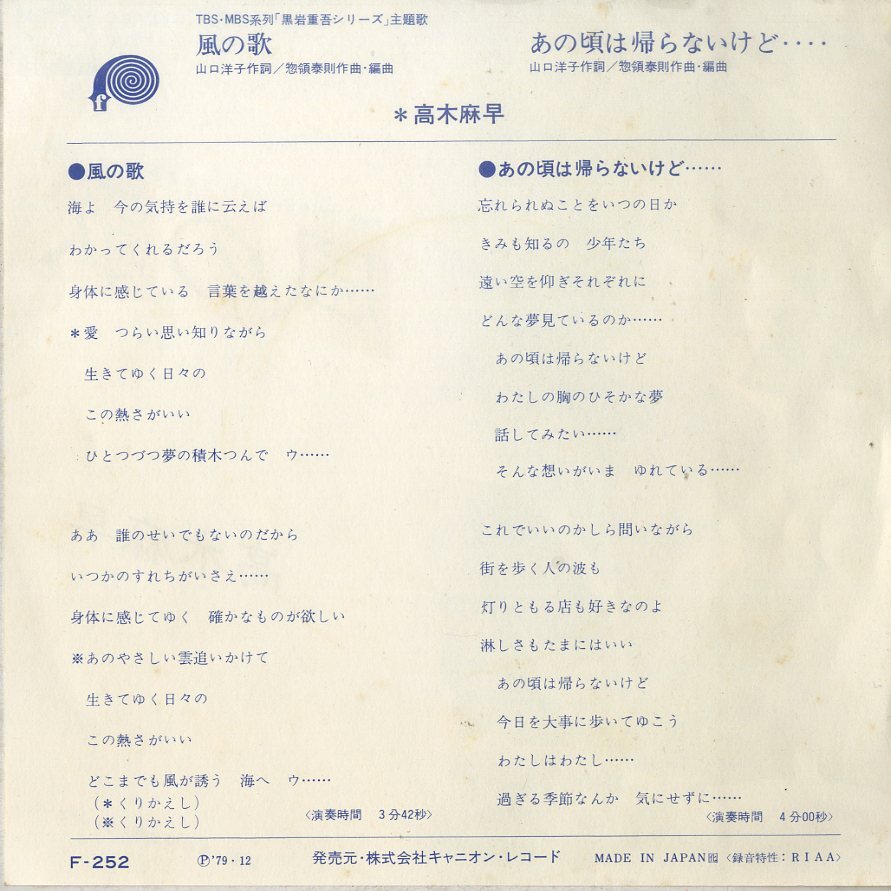 TBS・MBS系列「黒岩重吾シリーズ」主題歌
風の歌
山口洋子作詞／惣領泰則作曲・編曲
あの頃は帰らないけど‥‥
山口洋子作詞／惣領泰則作曲・編曲
f
＊高木麻早
●風の歌
海よ　今の気持を誰に云えば
わかってくれるだろう
身体に感じている　言葉を越えたなにか……
＊愛　つらい思い知りながら
生きてゆく日々の
この熱さがいい
ひとつづつ夢の積木つんで　ウ……
ああ　誰のせいでもないのだから
いつかのすれちがいさえ……
身体に感じてゆく　確かなものが欲しい
※あのやさしい雲追いかけて
生きてゆく日々の
この熱さがいい
どこまでも風が誘う　海へ　ウ……
（＊くりかえし）
（※くりかえし）
〈演奏時間　3分42秒〉
●あの頃は帰らないけど……
忘れられぬことをいつの日か
きみも知るの　少年たち
遠い空を仰ぎそれぞれに
どんな夢見ているのか……
あの頃は帰らないけど
わたしの胸のひそかな夢
話してみたい……
そんな想いがいま　ゆれている……
これでいいのかしら問いながら
街を歩く人の波も
灯りともる店も好きなのよ
淋しさもたまにはいい
あの頃は帰らないけど
今日を大事に歩いてゆこう
わたしはわたし……
過ぎる季節なんか　気にせずに……
〈演奏時間　4分00秒〉
F-252
Ⓟ'79・12
発売元・株式会社キャニオン・レコード
MADE IN JAPAN
〈録音特性：RIAA〉